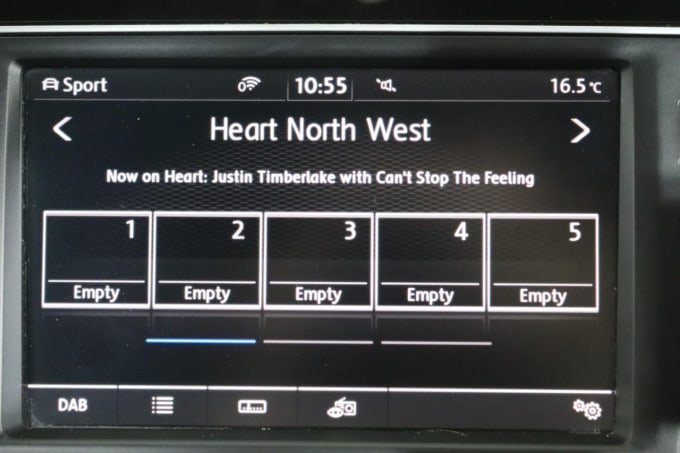 Sport 10:55 16.5°C
Heart North West
Now on Heart: Justin Timberlake with Can't Stop The Feeling
1 2 3 4 5
Empty Empty Empty Empty Empty
DAB